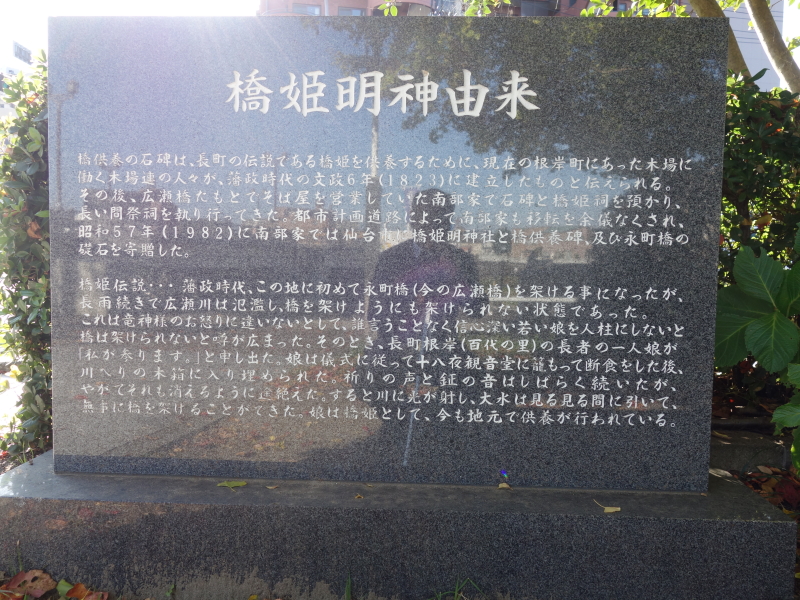 橋姫明神由来
橋供養の石碑は、長町の伝説である橋姫を供養するために、現在の根岸町にあった木場に
働く木場連の人々が、藩政時代の文政6年(1823)に建立したものと伝えられる。
その後、広瀬橋たもとでそば屋を営業していた南部家で石碑と橋姫祠を預かり、
長い間祭祠を執り行ってきた。都市計画道路によって南部家も移転を余儀なくされ、
昭和57年(1982)に南部家では仙台市に橋姫明神社と橋供養碑、及び永町橋の
礎石を寄贈した。
橋姫伝説・・・藩政時代、この地に初めて永町橋(今の広瀬橋)を架ける事になったが、
長雨続きで広瀬川は氾濫し、橋を架けようにも架けられない状態であった。
これは竜神様のお怒りに違いないとして、誰言うことなく信心深い若い娘を人柱にしないと
橋は架けられないと噂が広まった。そのとき、長町根岸(百代の里)の長者の一人娘が
「私が参ります。」と申し出た。娘は儀式に従って十八夜観音堂に籠もって断食をした後、
川べりの木箱に入り埋められた。祈りの声と鉦の音はしばらく続いたが、
やがてそれも消えるように途絶えた。すると川に光が射し、大水は見る見る間に引いて、
無事に橋を架けることができた。娘は橋姫として、今も地元で供養が行われている。